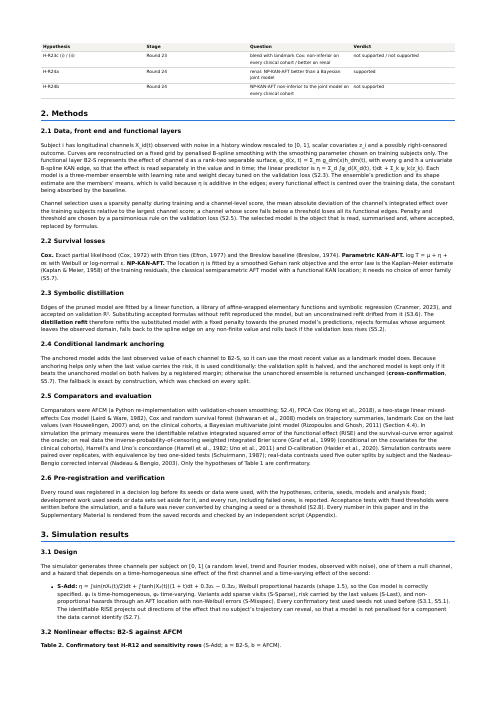 Hypothesis Stage Question Verdict
H-R23c (i) / (ii) Round 23 blend with landmark Cox: non-inferior on not supported / not supported
every clinical cohort / better on renal
H-R24a Round 24 renal: NP-KAN-AFT better than a Bayesian supported
joint model
H-R24b Round 24 NP-KAN-AFT non-inferior to the joint model on not supported
every clinical cohort
2. Methods
2.1 Data, front end and functional layers
Subject i has longitudinal channels X_id(t) observed with noise in a history window rescaled to [0, 1], scalar covariates z_i and a possibly right-censored
outcome. Curves are reconstructed on a fixed grid by penalised B-spline smoothing with the smoothing parameter chosen on training subjects only. The
functional layer B2-S represents the effect of channel d as a rank-two separable surface, φ_d(x, t) = Σ_m g_dm(x)h_dm(t), with every g and h a univariate
B-spline KAN edge, so that the effect is read separately in the value and in time; the linear predictor is η = Σ_d ∫φ_d(X_d(t), t)dt + Σ_k ψ_k(z_k). Each
model is a three-member ensemble with learning rate and weight decay tuned on the validation set (S2.3). The ensemble's prediction and its shape
estimate are the members' means, which is valid because η is additive in the edges; every functional effect is centred over the training data, the constant
being absorbed by the baseline.
Channel selection uses a sparsity penalty during training and a channel-level score, the mean absolute deviation of the channel's integrated effect over
the training subjects relative to the largest channel score; a channel whose score falls below a threshold loses all its functional edges. Penalty and
threshold are chosen by a parsimonious rule on the validation set (S2.5). The selected model is the object that is read, summarised and, where accepted,
replaced by formulas.
2.2 Survival losses
Cox. Exact partial likelihood (Cox, 1972) with Efron ties (Efron, 1977) and the Breslow baseline (Breslow, 1974). Parametric KAN-AFT. log T = μ + η +
σε with Weibull or log-normal ε. NP-KAN-AFT. The location η is fitted by a smoothed Gehan rank objective and the error law is the Kaplan-Meier estimate
(Kaplan & Meier, 1958) of the training residuals, the classical semiparametric AFT model with a functional KAN location; it needs no choice of error family
(S5.7).
2.3 Symbolic distillation
Edges of the pruned model are fitted by a linear function, a library of affine-wrapped elementary functions and symbolic regression (Cranmer, 2023), and
accepted on validation R². Substituting accepted formulas without refit reproduced the model, but an unconstrained refit drifted from it (S3.6). The
distillation refit therefore refits the substituted model with a fixed penalty towards the pruned model's predictions, rejects formulas whose argument
leaves the observed domain, falls back to the spline edge on any non-finite value and refits back if the validation loss rises (S5.2).
2.4 Conditional landmark anchoring
The anchored model adds the last observed value of each channel to B2-S, so it can use the most recent value as a landmark model does. Because
anchoring helps only when the last value carries the risk, it is used conditionally: the validation split is halved, and the anchored model is kept only if it
beats the unanchored model on both halves by a registered margin; otherwise the unanchored ensemble is returned unchanged (cross-confirmation,
S5.7). The fallback is exact by construction, which was checked on every split.
2.5 Comparators and evaluation
Comparators were AFCM (a Python re-implementation with validation-chosen smoothing; S2.4), FPCA Cox (Kong et al., 2018), a two-stage linear mixed-
effects Cox model (Laird & Ware, 1982), Cox and random survival forest (Ishwaran et al., 2008) models on trajectory summaries, landmark Cox on the last
values (van Houwelingen, 2007) and, on the clinical cohorts, a Bayesian multivariate joint model (Rizopoulos and Ghosh, 2011) (Section 4.4). In
simulation the primary measures were the identifiable relative integrated squared error of the functional effect (RISE) and the survival-curve error against
the oracle; on real data the inverse-probability-of-censoring weighted integrated Brier score (Graf et al., 1999) (conditional on the covariates for the
clinical cohorts), Harrell's and Uno's concordance (Harrell et al., 1982; Uno et al., 2011) and D-calibration (Haider et al., 2020). Simulation contrasts were
paired over replicates, with equivalence by two one-sided tests (Schuirmann, 1987); real-data contrasts used five outer splits by subject and the Nadeau-
Bengio corrected interval (Nadeau & Bengio, 2003). Only the hypotheses of Table 1 are confirmatory.
2.6 Pre-registration and verification
Every round was registered in a decision log before its seeds or data were used, with the hypotheses, criteria, seeds, models and analysis fixed;
development work used seeds or data sets set aside for it, and every run, including failed ones, is reported. Acceptance tests with fixed thresholds were
written before the simulation, and a failure was never converted by changing a seed or a threshold (S2.8). Every number in this paper and in the
Supplementary Material is rendered from the saved records and checked by an independent script (Appendix).
3. Simulation results
3.1 Design
The simulator generates three channels per subject on [0, 1] (a random level, trend and Fourier modes, observed with noise), one of them a null channel,
and a hazard that depends on a time-homogeneous sine effect of the first channel and a time-varying effect of the second:
• S-Add: η = ∫sin(πX₁(t)/2)dt + ∫tanh(X₂(t))(1 + t)dt + 0.3z₁ − 0.3z₂, Weibull proportional hazards (shape 1.5), so the Cox model is correctly
specified. φ₁ is time-homogeneous, φ₂ time-varying. Variants add sparse visits (S-Sparse), risk carried by the last values (S-Last), and non-
proportional hazards through an AFT location with non-Weibull errors (S-Misspec). Every confirmatory test used seeds not used before (S3.1, S5.1).
The identifiable RISE projects out directions of the effect that no subject's trajectory can reveal, so that a model is not penalised for a component
the data cannot identify (S2.7).
3.2 Nonlinear effects: B2-S against AFCM
Table 2. Confirmatory test H-R12 and sensitivity rows (S-Add; a = B2-S, b = AFCM).